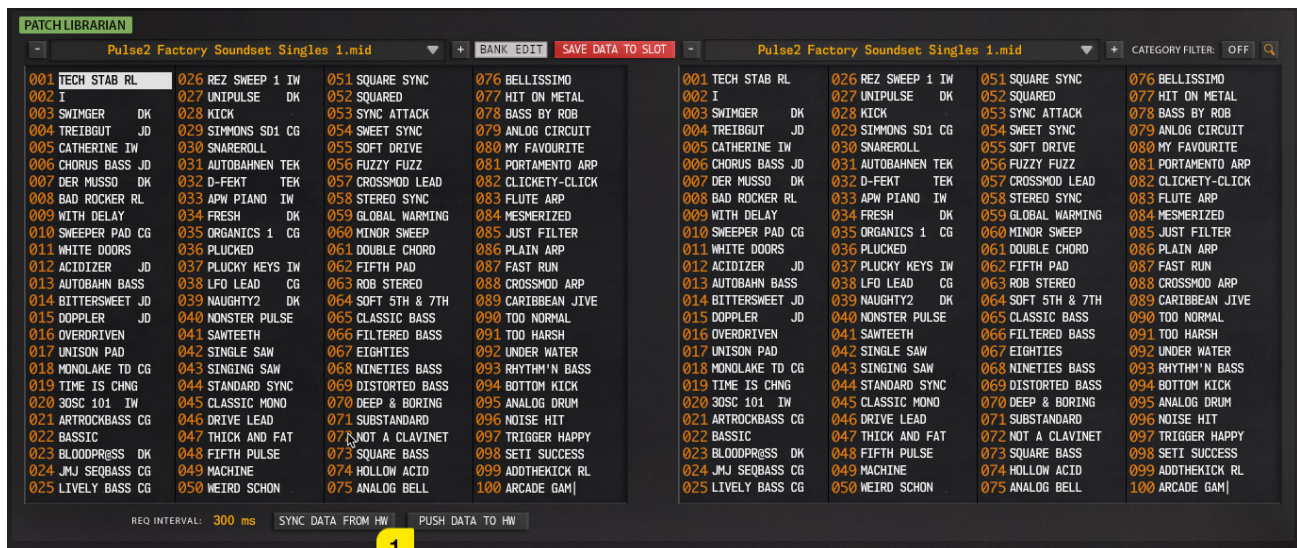 PATCH LIBRARIAN
- Pulse2 Factory Soundset Singles 1.mid + BANK EDIT SAVE DATA TO SLOT - Pulse2 Factory Soundset Singles 1.mid + CATEGORY FILTER: OFF
001 TECH STAB RL 026 REZ SWEEP 1 IW 051 SQUARE SYNC 076 BELLISSIMO 001 TECH STAB RL 026 REZ SWEEP 1 IW 051 SQUARE SYNC 076 BELLISSIMO
002 I 027 UNIPULSE DK 052 SQUARED 077 HIT ON METAL 002 I 027 UNIPULSE DK 052 SQUARED 077 HIT ON METAL
003 SWIMGER DK 028 KICK 053 SYNC ATTACK 078 BASS BY ROB 003 SWIMGER DK 028 KICK 053 SYNC ATTACK 078 BASS BY ROB
004 TREIBGUT JD 029 SIMMONS SD1 CG 054 SWEET SYNC 079 ANLOG CIRCUIT 004 TREIBGUT JD 029 SIMMONS SD1 CG 054 SWEET SYNC 079 ANLOG CIRCUIT
005 CATHERINE IW 030 SNAREROLL 055 SOFT DRIVE 080 MY FAVOURITE 005 CATHERINE IW 030 SNAREROLL 055 SOFT DRIVE 080 MY FAVOURITE
006 CHORUS BASS JD 031 AUTOBAHNEN TEK 056 FUZZY FUZZ 081 PORTAMENTO ARP 006 CHORUS BASS JD 031 AUTOBAHNEN TEK 056 FUZZY FUZZ 081 PORTAMENTO ARP
007 DER MUSSO DK 032 D-FEKT TEK 057 CROSSMOD LEAD 082 CLICKETY-CLICK 007 DER MUSSO DK 032 D-FEKT TEK 057 CROSSMOD LEAD 082 CLICKETY-CLICK
008 BAD ROCKER RL 033 APW PIANO IW 058 STEREO SYNC 083 FLUTE ARP 008 BAD ROCKER RL 033 APW PIANO IW 058 STEREO SYNC 083 FLUTE ARP
009 WITH DELAY 034 FRESH DK 059 GLOBAL WARMING 084 MESMERIZED 009 WITH DELAY 034 FRESH DK 059 GLOBAL WARMING 084 MESMERIZED
010 SWEEPER PAD CG 035 ORGANICS 1 CG 060 MINOR SWEEP 085 JUST FILTER 010 SWEEPER PAD CG 035 ORGANICS 1 CG 060 MINOR SWEEP 085 JUST FILTER
011 WHITE DOORS 036 PLUCKED 061 DOUBLE CHORD 086 PLAIN ARP 011 WHITE DOORS 036 PLUCKED 061 DOUBLE CHORD 086 PLAIN ARP
012 ACIDIZER JD 037 PLUCKY KEYS IW 062 FIFTH PAD 087 FAST RUN 012 ACIDIZER JD 037 PLUCKY KEYS IW 062 FIFTH PAD 087 FAST RUN
013 AUTOBAHN BASS 038 LFO LEAD CG 063 ROB STEREO 088 CROSSMOD ARP 013 AUTOBAHN BASS 038 LFO LEAD CG 063 ROB STEREO 088 CROSSMOD ARP
014 BITTERSWEET JD 039 NAUGHTY2 DK 064 SOFT 5TH & 7TH 089 CARIBBEAN JIVE 014 BITTERSWEET JD 039 NAUGHTY2 DK 064 SOFT 5TH & 7TH 089 CARIBBEAN JIVE
015 DOPPLER JD 040 NONSTER PULSE 065 CLASSIC BASS 090 TOO NORMAL 015 DOPPLER JD 040 NONSTER PULSE 065 CLASSIC BASS 090 TOO NORMAL
016 OVERDRIVEN 041 SAWTEETH 066 FILTERED BASS 091 TOO HARSH 016 OVERDRIVEN 041 SAWTEETH 066 FILTERED BASS 091 TOO HARSH
017 UNISON PAD 042 SINGLE SAW 067 EIGHTIES 092 UNDER WATER 017 UNISON PAD 042 SINGLE SAW 067 EIGHTIES 092 UNDER WATER
018 MONOLAKE TD CG 043 SINGING SAW 068 NINETIES BASS 093 RHYTHM'N BASS 018 MONOLAKE TD CG 043 SINGING SAW 068 NINETIES BASS 093 RHYTHM'N BASS
019 TIME IS CHNG 044 STANDARD SYNC 069 DISTORTED BASS 094 BOTTOM KICK 019 TIME IS CHNG 044 STANDARD SYNC 069 DISTORTED BASS 094 BOTTOM KICK
020 3OSC 101 IW 045 CLASSIC MONO 070 DEEP & BORING 095 ANALOG DRUM 020 3OSC 101 IW 045 CLASSIC MONO 070 DEEP & BORING 095 ANALOG DRUM
021 ARTROCKBASS CG 046 DRIVE LEAD 071 SUBSTANDARD 096 NOISE HIT 021 ARTROCKBASS CG 046 DRIVE LEAD 071 SUBSTANDARD 096 NOISE HIT
022 BASSIC 047 THICK AND FAT 072 NOT A CLAVINET 097 TRIGGER HAPPY 022 BASSIC 047 THICK AND FAT 072 NOT A CLAVINET 097 TRIGGER HAPPY
023 BLOODPR@SS DK 048 FIFTH PULSE 073 SQUARE BASS 098 SETI SUCCESS 023 BLOODPR@SS DK 048 FIFTH PULSE 073 SQUARE BASS 098 SETI SUCCESS
024 JMJ SEQBASS CG 049 MACHINE 074 HOLLOW ACID 099 ADDTHEKICK RL 024 JMJ SEQBASS CG 049 MACHINE 074 HOLLOW ACID 099 ADDTHEKICK RL
025 LIVELY BASS CG 050 WEIRD SCHON 075 ANALOG BELL 100 ARCADE GAM| 025 LIVELY BASS CG 050 WEIRD SCHON 075 ANALOG BELL 100 ARCADE GAM|
REQ INTERVAL: 300 ms SYNC DATA FROM HW PUSH DATA TO HW
1